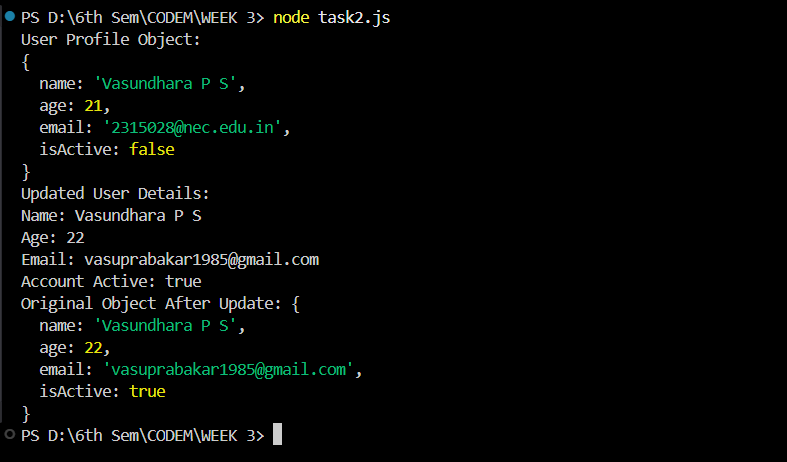 PS D:\6th Sem\CODEM\WEEK 3> node task2.js
User Profile Object:
{
  name: 'Vasundhara P S',
  age: 21,
  email: '2315028@nec.edu.in',
  isActive: false
}
Updated User Details:
Name: Vasundhara P S
Age: 22
Email: vasuprabakar1985@gmail.com
Account Active: true
Original Object After Update: {
  name: 'Vasundhara P S',
  age: 22,
  email: 'vasuprabakar1985@gmail.com',
  isActive: true
}
PS D:\6th Sem\CODEM\WEEK 3>